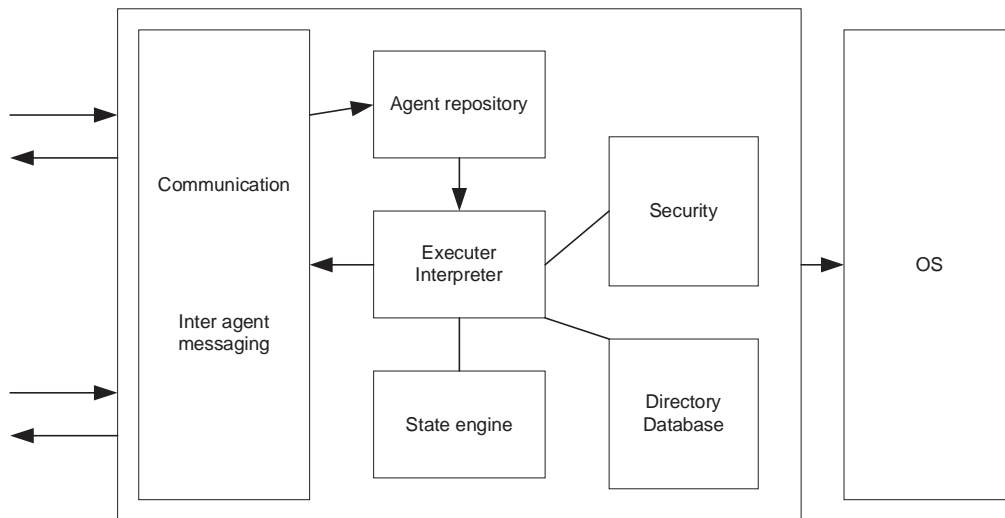 Agent repository
Communication
Security
Executer
Interpreter
OS
Inter agent
messaging
State engine
Directory
Database